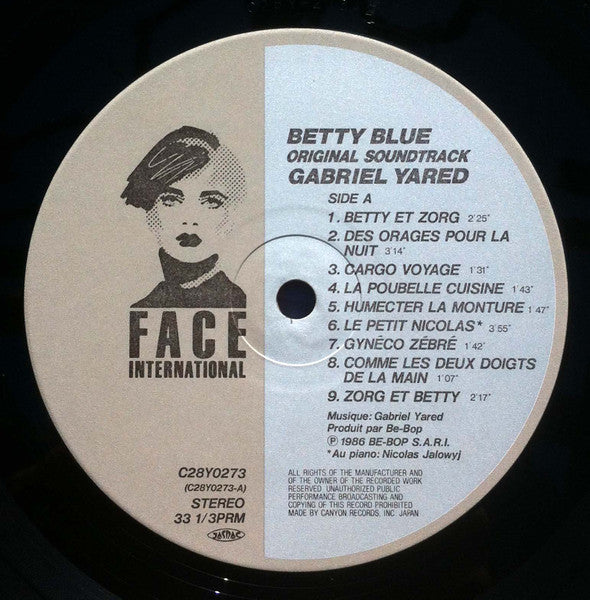 BETTY BLUE
ORIGINAL SOUNDTRACK
GABRIEL YARED
SIDE A
1. BETTY ET ZORG 2'25"
2. DES ORAGES POUR LA
NUIT 3'14"
3. CARGO VOYAGE 1'31"
4. LA POUBELLE CUISINE 1'43"
5. HUMECTER LA MONTURE 1'47"
6. LE PETIT NICOLAS* 3'55"
7. GYNÉCO ZÉBRÉ 1'42"
8. COMME LES DEUX DOIGTS
DE LA MAIN 1'07"
9. ZORG ET BETTY 2'17"
Musique: Gabriel Yared
Produit par Be-Bop
Ⓟ 1986 BE-BOP S.A.R.I.
*Au piano: Nicolas Jalowyj
ALL RIGHTS OF THE MANUFACTURER AND
OF THE OWNER OF THE RECORDED WORK
RESERVED. UNAUTHORIZED PUBLIC
PERFORMANCE BROADCASTING AND
COPYING OF THIS RECORD PROHIBITED
MADE BY CANYON RECORDS, INC. JAPAN
FACE
INTERNATIONAL
C28Y0273
(C28Y0273-A)
STEREO
33 1/3PRM